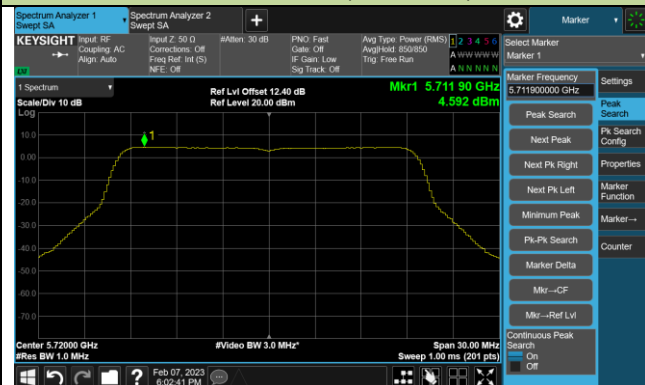 Spectrum Analyzer 1
Swept SA
Spectrum Analyzer 2
Swept SA
+
Marker
KEYSIGHT
Input: RF
Coupling: AC
Align: Auto
Input Z: 50 Ω
Corrections: Off
Freq Ref: Int (S)
NFE: Off
#Atten: 30 dB
PNO: Fast
Gate: Off
IF Gain: Low
Sig Track: Off
Avg Type: Power (RMS)
Avg|Hold: 850/850
Trig: Free Run
1 2 3 4 5 6
A W W W W W
A N N N N N
Select Marker
Marker 1
1 Spectrum
Scale/Div 10 dB
Log
Ref Lvl Offset 12.40 dB
Ref Level 20.00 dBm
Mkr1 5.711 90 GHz
4.592 dBm
10.0
0.00
-10.0
-20.0
-30.0
-40.0
-50.0
-60.0
-70.0
1
Center 5.72000 GHz
#Res BW 1.0 MHz
#Video BW 3.0 MHz*
Span 30.00 MHz
Sweep 1.00 ms (201 pts)
Marker Frequency
5.711900000 GHz
Peak Search
Next Peak
Next Pk Right
Next Pk Left
Minimum Peak
Pk-Pk Search
Marker Delta
Mkr→CF
Mkr→Ref Lvl
Continuous Peak
Search
On
Off
Settings
Peak
Search
Pk Search
Config
Properties
Marker
Function
Marker→
Counter
?
Feb 07, 2023
6:02:41 PM